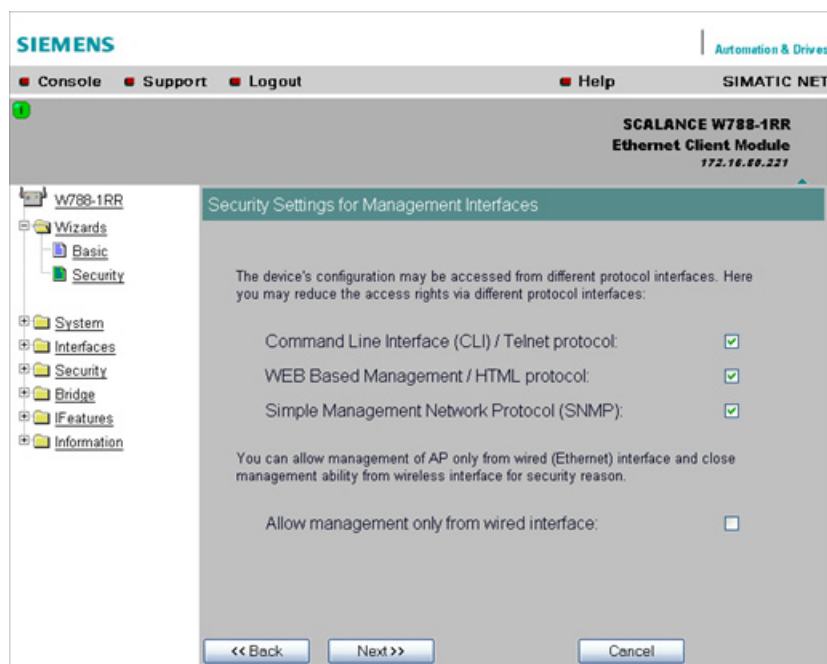 SIEMENS
Automation & Drives
Console Support Logout Help SIMATIC NET
SCALANCE W788-1RR
Ethernet Client Module
172.16.80.221
W788-1RR
Wizards
Basic
Security
System
Interfaces
Security
Bridge
IFeatures
Information
Security Settings for Management Interfaces
The device's configuration may be accessed from different protocol interfaces. Here
you may reduce the access rights via different protocol interfaces:
Command Line Interface (CLI) / Telnet protocol:
WEB Based Management / HTML protocol:
Simple Management Network Protocol (SNMP):
You can allow management of AP only from wired (Ethernet) interface and close
management ability from wireless interface for security reason.
Allow management only from wired interface:
<< Back Next >> Cancel